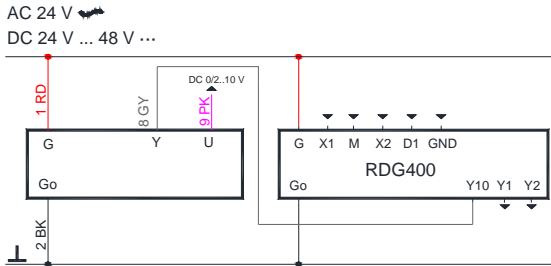 AC 24 V
DC 24 V ... 48 V ⋯
DC 0/2..10 V
1 RD
8 GY
9 PK
G Y U
G X1 M X2 D1 GND
RDG400
Go
Go Y10 Y1 Y2
2 BK